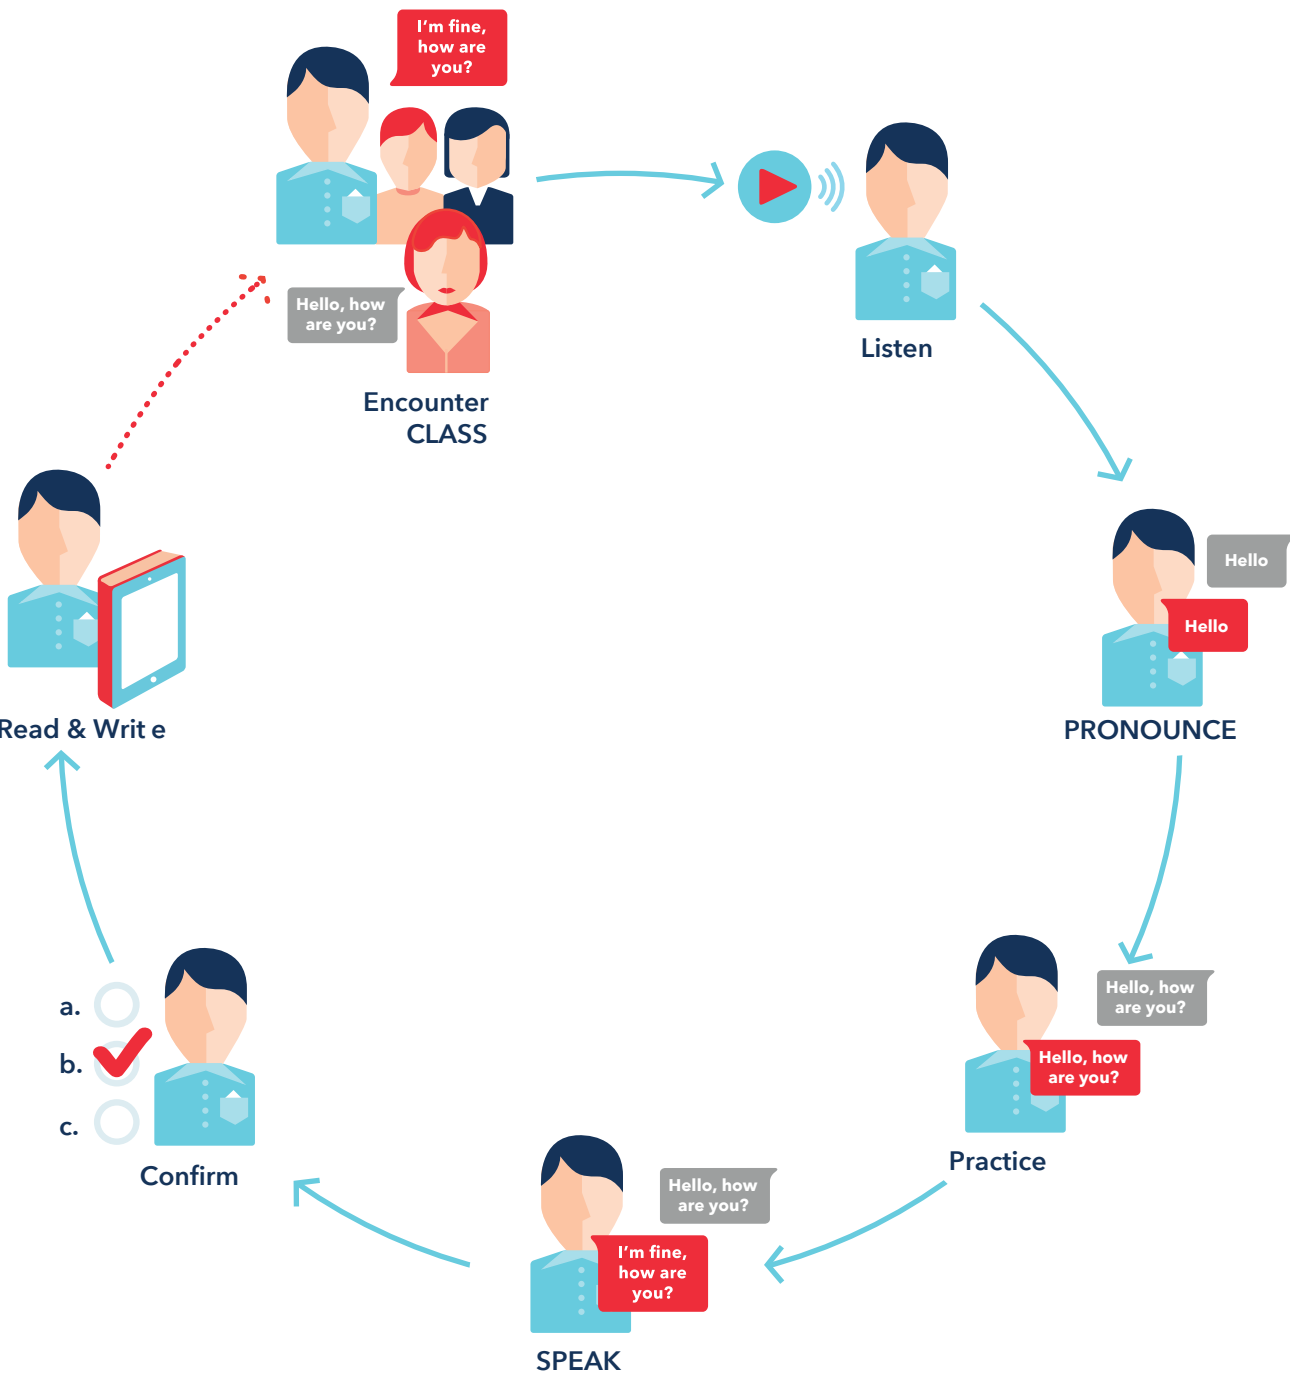 I'm fine,
how are
you?
Hello, how
are you?
Encounter
CLASS
Listen
Hello
Hello
PRONOUNCE
Hello, how
are you?
Hello, how
are you?
Practice
Hello, how
are you?
I'm fine,
how are
you?
SPEAK
a.
b.
c.
Confirm
Read & Write